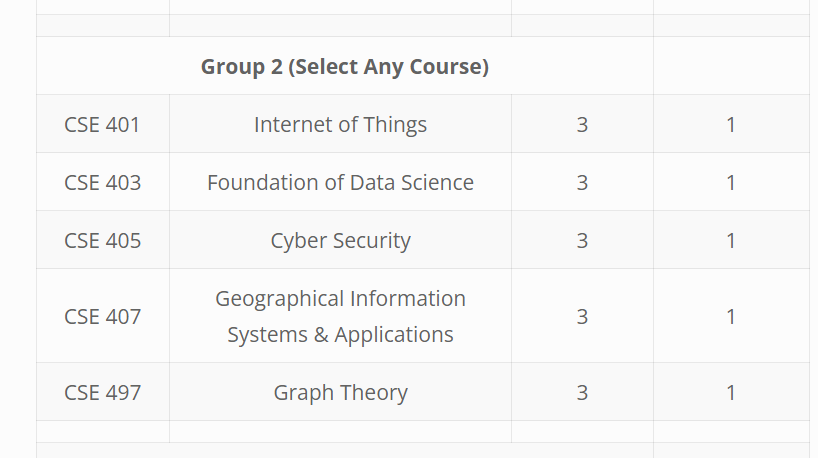 Group 2 (Select Any Course)
CSE 401 Internet of Things 3 1
CSE 403 Foundation of Data Science 3 1
CSE 405 Cyber Security 3 1
CSE 407 Geographical Information Systems & Applications 3 1
CSE 497 Graph Theory 3 1